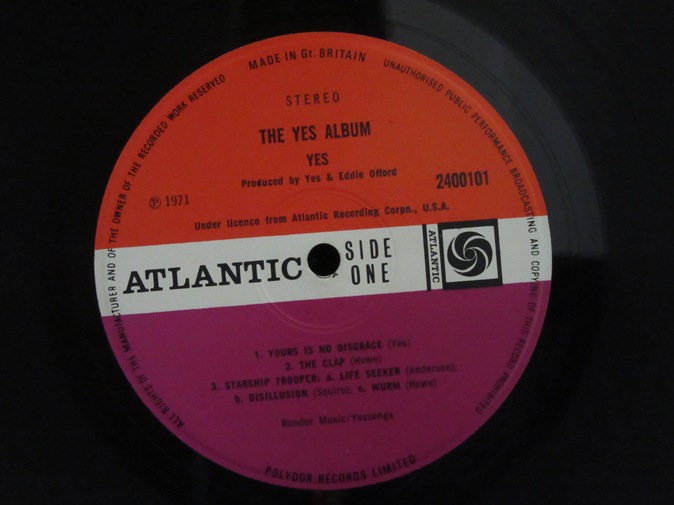 MADE IN Gt. BRITAIN
UNAUTHORISED PUBLIC PERFORMANCE BROADCASTING AND COPYING OF THIS RECORD PROHIBITED
ALL RIGHTS OF THE MANUFACTURER AND OF THE OWNER OF THE RECORDED WORK RESERVED
STEREO
THE YES ALBUM
YES
Produced by Yes & Eddie Offord
2400101
℗ 1971
Under licence from Atlantic Recording Corpn., U.S.A.
ATLANTIC
SIDE
ONE
ATLANTIC
1. YOURS IS NO DISGRACE (Yes)
2. THE CLAP (Howe)
3. STARSHIP TROOPER: a. LIFE SEEKER (Anderson);
b. DISILLUSION (Squire); c. WURM (Howe)
Rondor Music/Yessongs
POLYDOR RECORDS LIMITED